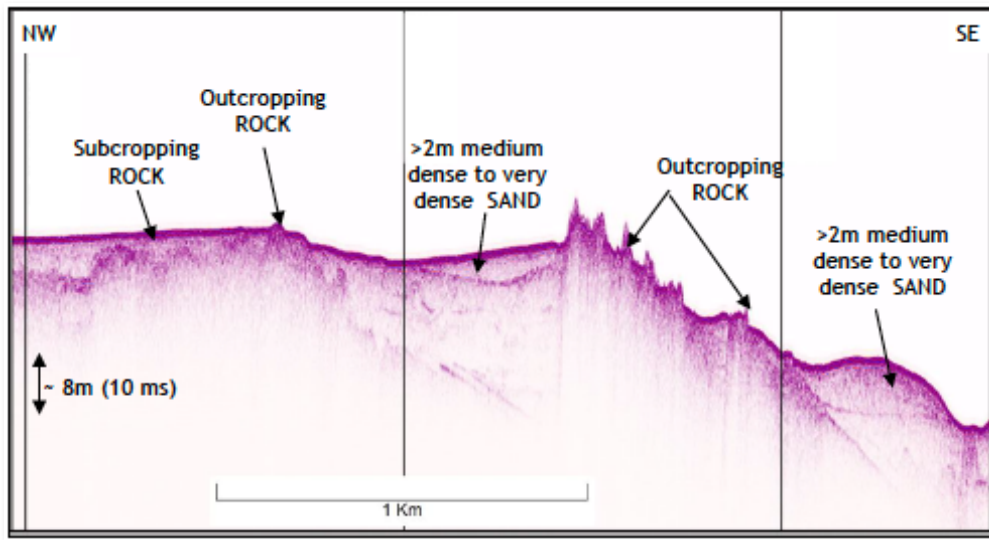 NW
SE
Outcropping
ROCK
Subcropping
ROCK
>2m medium
dense to very
dense SAND
Outcropping
ROCK
>2m medium
dense to very
dense SAND
~ 8m (10 ms)
1 Km